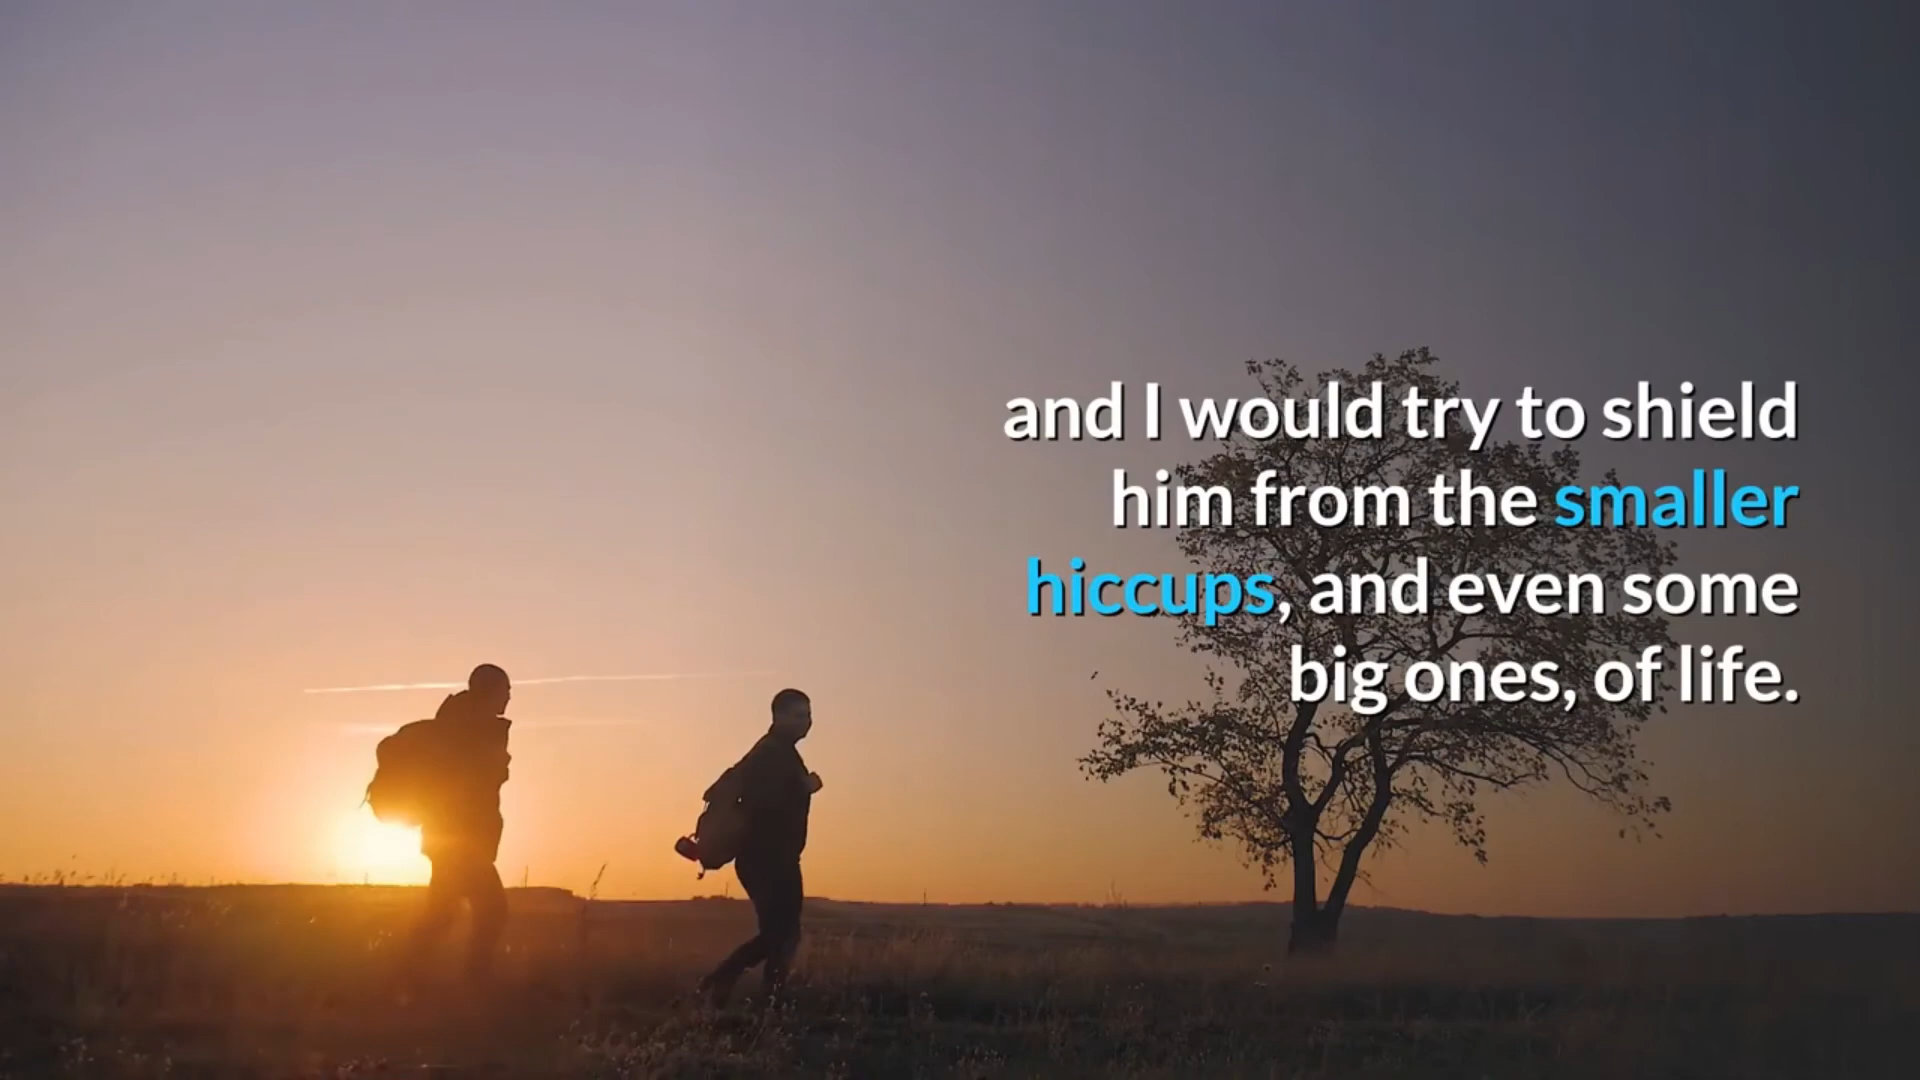 and I would try to shield
him from the smaller
hiccups, and even some
big ones, of life.